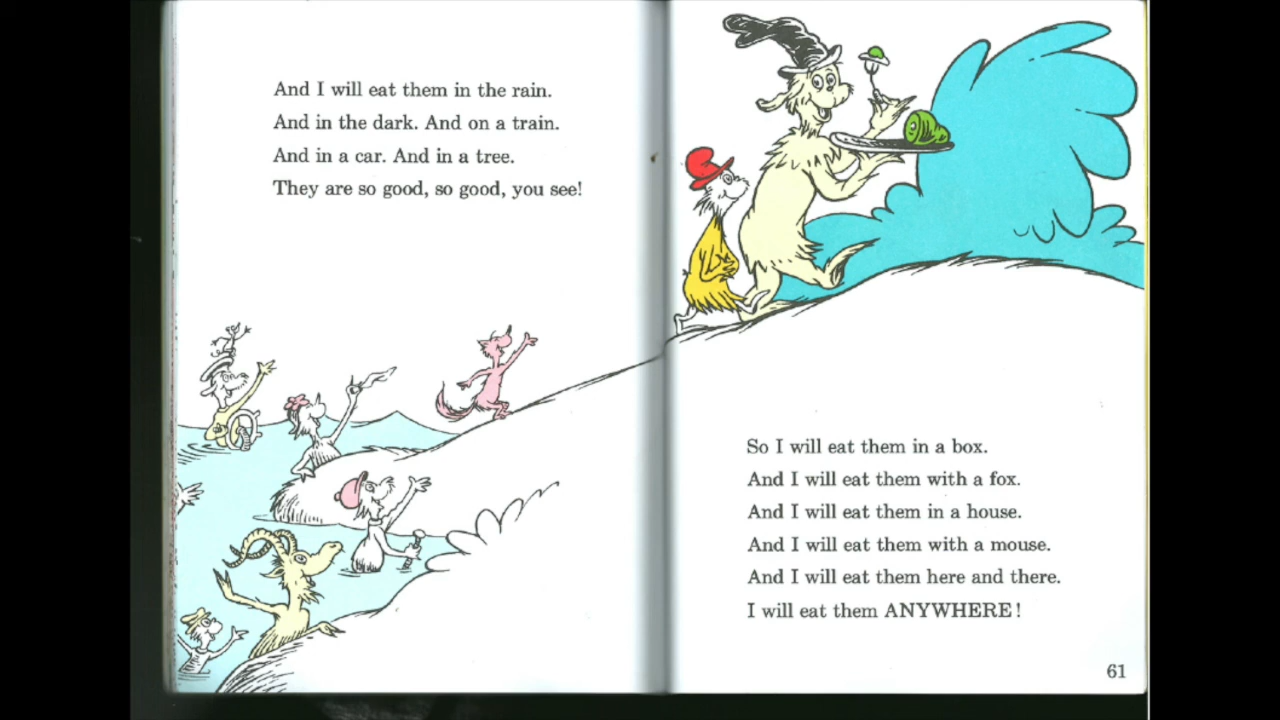 And I will eat them in the rain.
And in the dark. And on a train.
And in a car. And in a tree.
They are so good, so good, you see!
So I will eat them in a box.
And I will eat them with a fox.
And I will eat them in a house.
And I will eat them with a mouse.
And I will eat them here and there.
I will eat them ANYWHERE!
61